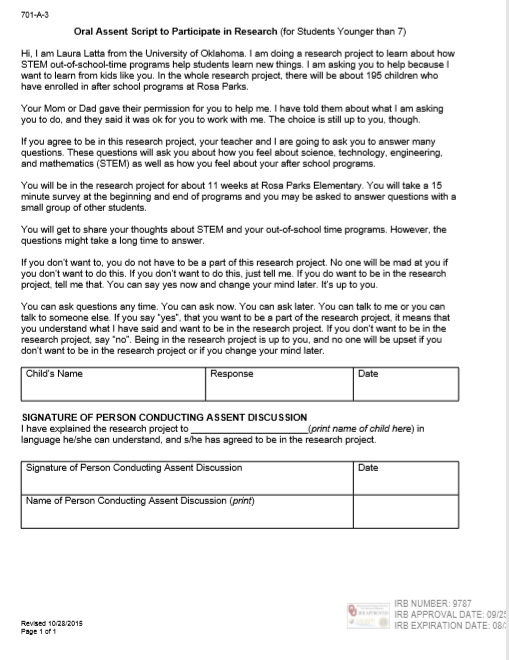 701-A-3
Oral Assent Script to Participate in Research (for Students Younger than 7)
Hi, I am Laura Latta from the University of Oklahoma. I am doing a research project to learn about how
STEM out-of-school-time programs help students learn new things. I am asking you to help because I
want to learn from kids like you. In the whole research project, there will be about 195 children who
have enrolled in after school programs at Rosa Parks.
Your Mom or Dad gave their permission for you to help me. I have told them about what I am asking
you to do, and they said it was ok for you to work with me. The choice is still up to you, though.
If you agree to be in this research project, your teacher and I are going to ask you to answer many
questions. These questions will ask you about how you feel about science, technology, engineering,
and mathematics (STEM) as well as how you feel about your after school programs.
You will be in the research project for about 11 weeks at Rosa Parks Elementary. You will take a 15
minute survey at the beginning and end of programs and you may be asked to answer questions with a
small group of other students.
You will get to share your thoughts about STEM and your out-of-school time programs. However, the
questions might take a long time to answer.
If you don't want to, you do not have to be a part of this research project. No one will be mad at you if
you don't want to do this. If you don't want to do this, just tell me. If you do want to be in the research
project, tell me that. You can say yes now and change your mind later. It's up to you.
You can ask questions any time. You can ask now. You can ask later. You can talk to me or you can
talk to someone else. If you say "yes", that you want to be a part of the research project, it means that
you understand what I have said and want to be in the research project. If you don't want to be in the
research project, say "no". Being in the research project is up to you, and no one will be upset if you
don't want to be in the research project or if you change your mind later.
Child's Name Response Date
SIGNATURE OF PERSON CONDUCTING ASSENT DISCUSSION
I have explained the research project to ______________________(print name of child here) in
language he/she can understand, and s/he has agreed to be in the research project.
Signature of Person Conducting Assent Discussion Date
Name of Person Conducting Assent Discussion (print)
IRB NUMBER: 9787
IRB APPROVAL DATE: 09/25
IRB EXPIRATION DATE: 08/
Revised 10/28/2015
Page 1 of 1